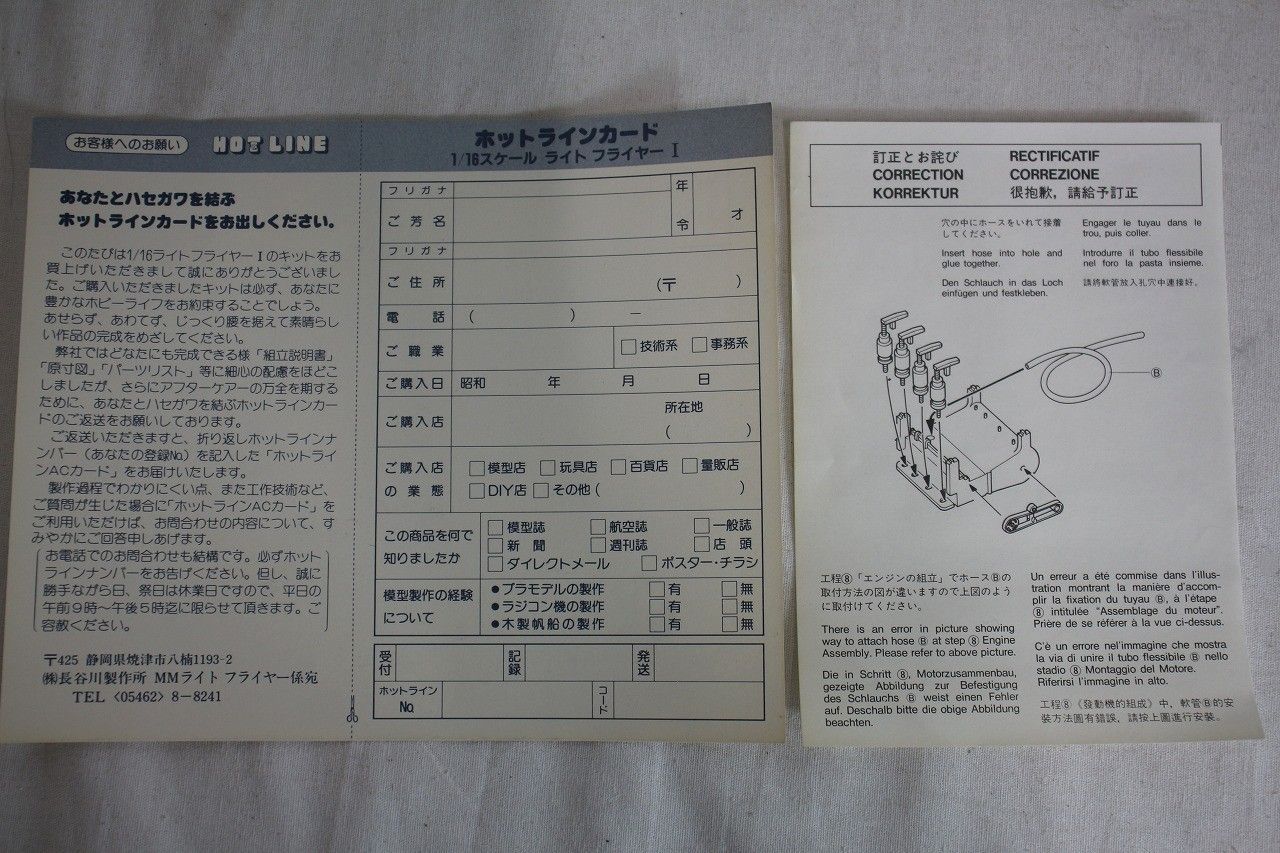 お客様へのお願い
HOT LINE
あなたとハセガワを結ぶ
ホットラインカードをお出しください。
このたびは1/16ライトフライヤーⅠのキットをお
買上げいただきまして誠にありがとうございまし
た。ご購入いただきましたキットは必ず、あなたに
豊かなホビーライフをお約束することでしょう。
あせらず、あわてず、じっくり腰を据えて素晴らし
い作品の完成をめざしてください。
弊社ではどなたにも完成できる様「組立説明書」
「原寸図」「パーツリスト」等に細心の配慮をほどこ
しましたが、さらにアフターケアーの万全を期する
ために、あなたとハセガワを結ぶホットラインカー
ドのご返送をお願いしております。
ご返送いただきますと、折り返しホットラインナ
ンバー（あなたの登録No.）を記入した「ホットライ
ンACカード」をお届けいたします。
製作過程でわかりにくい点、また工作技術など、
ご質問が生じた場合に「ホットラインACカード」を
ご利用いただけば、お問合わせの内容について、す
みやかにご回答申しあげます。
お電話でのお問合わせも結構です。必ずホット
ラインナンバーをお告げください。但し、誠に
勝手ながら日、祭日は休業日ですので、平日の
午前9時～午後5時迄に限らせて頂きます。ご
容赦ください。
〒425 静岡県焼津市八楠1193-2
㈱長谷川製作所 MMライト フライヤー係宛
TEL 〈05462〉8-8241
ホットラインカード
1/16スケール ライト フライヤー Ⅰ
フリガナ
ご芳名
年令
才
フリガナ
ご住所
（〒 ）
電話
（ ） －
ご職業
技術系 事務系
ご購入日
昭和 年 月 日
ご購入店
所在地
（ ）
ご購入店
の業態
模型店 玩具店 百貨店 量販店
DIY店 その他（ ）
この商品を何で
知りましたか
模型誌 航空誌 一般誌
新聞 週刊誌 店頭
ダイレクトメール ポスター・チラシ
模型製作の経験
について
●プラモデルの製作 有 無
●ラジコン機の製作 有 無
●木製帆船の製作 有 無
受付 記録 発送
ホットライン
No.
コード
訂正とお詫び
CORRECTION
KORREKTUR
RECTIFICATIF
CORREZIONE
很抱歉，請給予訂正
穴の中にホースをいれて接着
してください。
Insert hose into hole and
glue together.
Den Schlauch in das Loch
einfügen und festkleben.
Engager le tuyau dans le
trou, puis coller.
Introdurre il tubo flessibile
nel foro la pasta insieme.
請將軟管放入孔穴中連接好。
Ⓑ
工程⑧「エンジンの組立」でホースⒷの
取付方法の図が違いますので上図のよう
に取付けてください。
There is an error in picture showing
way to attach hose Ⓑ at step ⑧ Engine
Assembly. Please refer to above picture.
Die in Schritt ⑧, Motorzusammenbau,
gezeigte Abbildung zur Befestigung
des Schlauchs Ⓑ weist einen Fehler
auf. Deshalb bitte die obige Abbildung
beachten.
Un erreur a été commise dans l'illus-
tration montrant la manière d'accom-
plir la fixation du tuyau Ⓑ, à l'étape
⑧ intitulée "Assemblage du moteur".
Prière de se référer à la vue ci-dessus.
C'è un errore nel'immagine che mostra
la via di unire il tubo flessibile Ⓑ nello
stadio ⑧ Montaggio del Motore.
Riferirsi l'immagine in alto.
工程⑧《發動機的組成》中，軟管Ⓑ的安
裝方法圖有錯誤，請按上圖進行安裝。